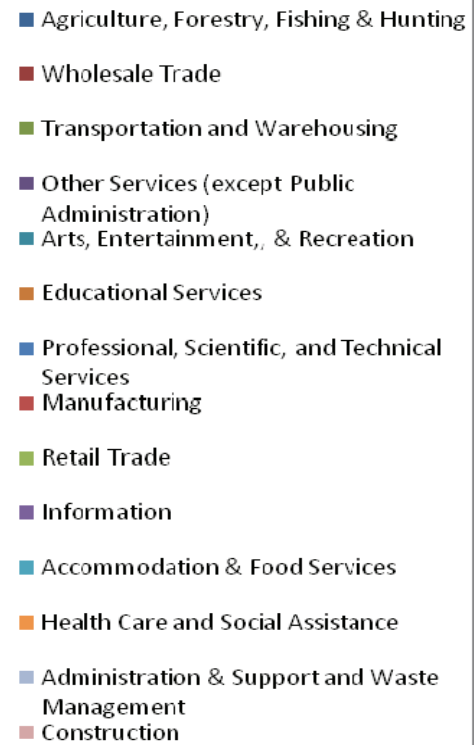 Agriculture, Forestry, Fishing & Hunting
Wholesale Trade
Transportation and Warehousing
Other Services (except Public
Administration)
Arts, Entertainment,, & Recreation
Educational Services
Professional, Scientific, and Technical
Services
Manufacturing
Retail Trade
Information
Accommodation & Food Services
Health Care and Social Assistance
Administration & Support and Waste
Management
Construction